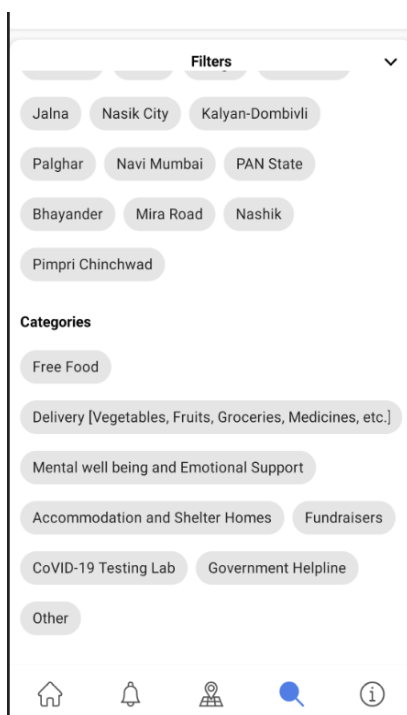 Filters
Jalna Nasik City Kalyan-Dombivli
Palghar Navi Mumbai PAN State
Bhayander Mira Road Nashik
Pimpri Chinchwad
Categories
Free Food
Delivery [Vegetables, Fruits, Groceries, Medicines, etc.]
Mental well being and Emotional Support
Accommodation and Shelter Homes Fundraisers
CoVID-19 Testing Lab Government Helpline
Other